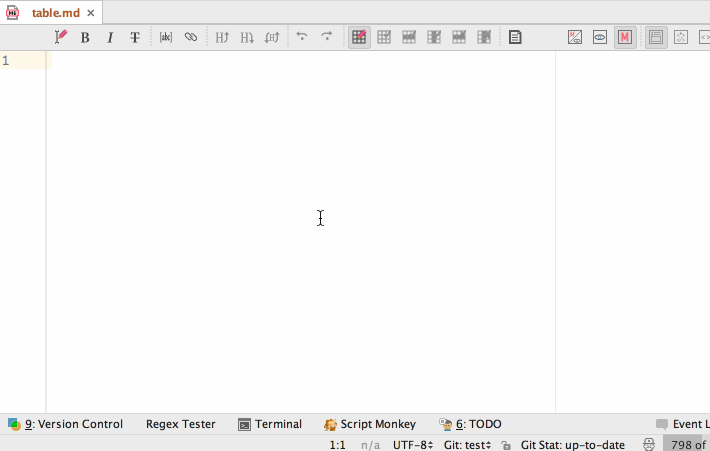 table.md
B I T abc H H H M
1
9: Version Control Regex Tester Terminal Script Monkey 6: TODO Event L
1:1 n/a UTF-8 Git: test Git Stat: up-to-date 798 of